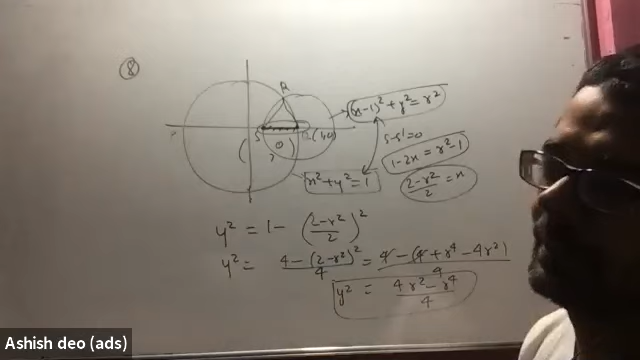 8
R
P
S
Q (1,0)
(x-1)² + y² = r²
S-S'=0
1-2x = r²-1
x²+y²=1
(2-r²)/2 = x
y² = 1 - ((2-r²)/2)²
y² = (4-(2-r²)²)/4 = (4-(4+r⁴-4r²))/4
y² = (4r²-r⁴)/4
Ashish deo (ads)